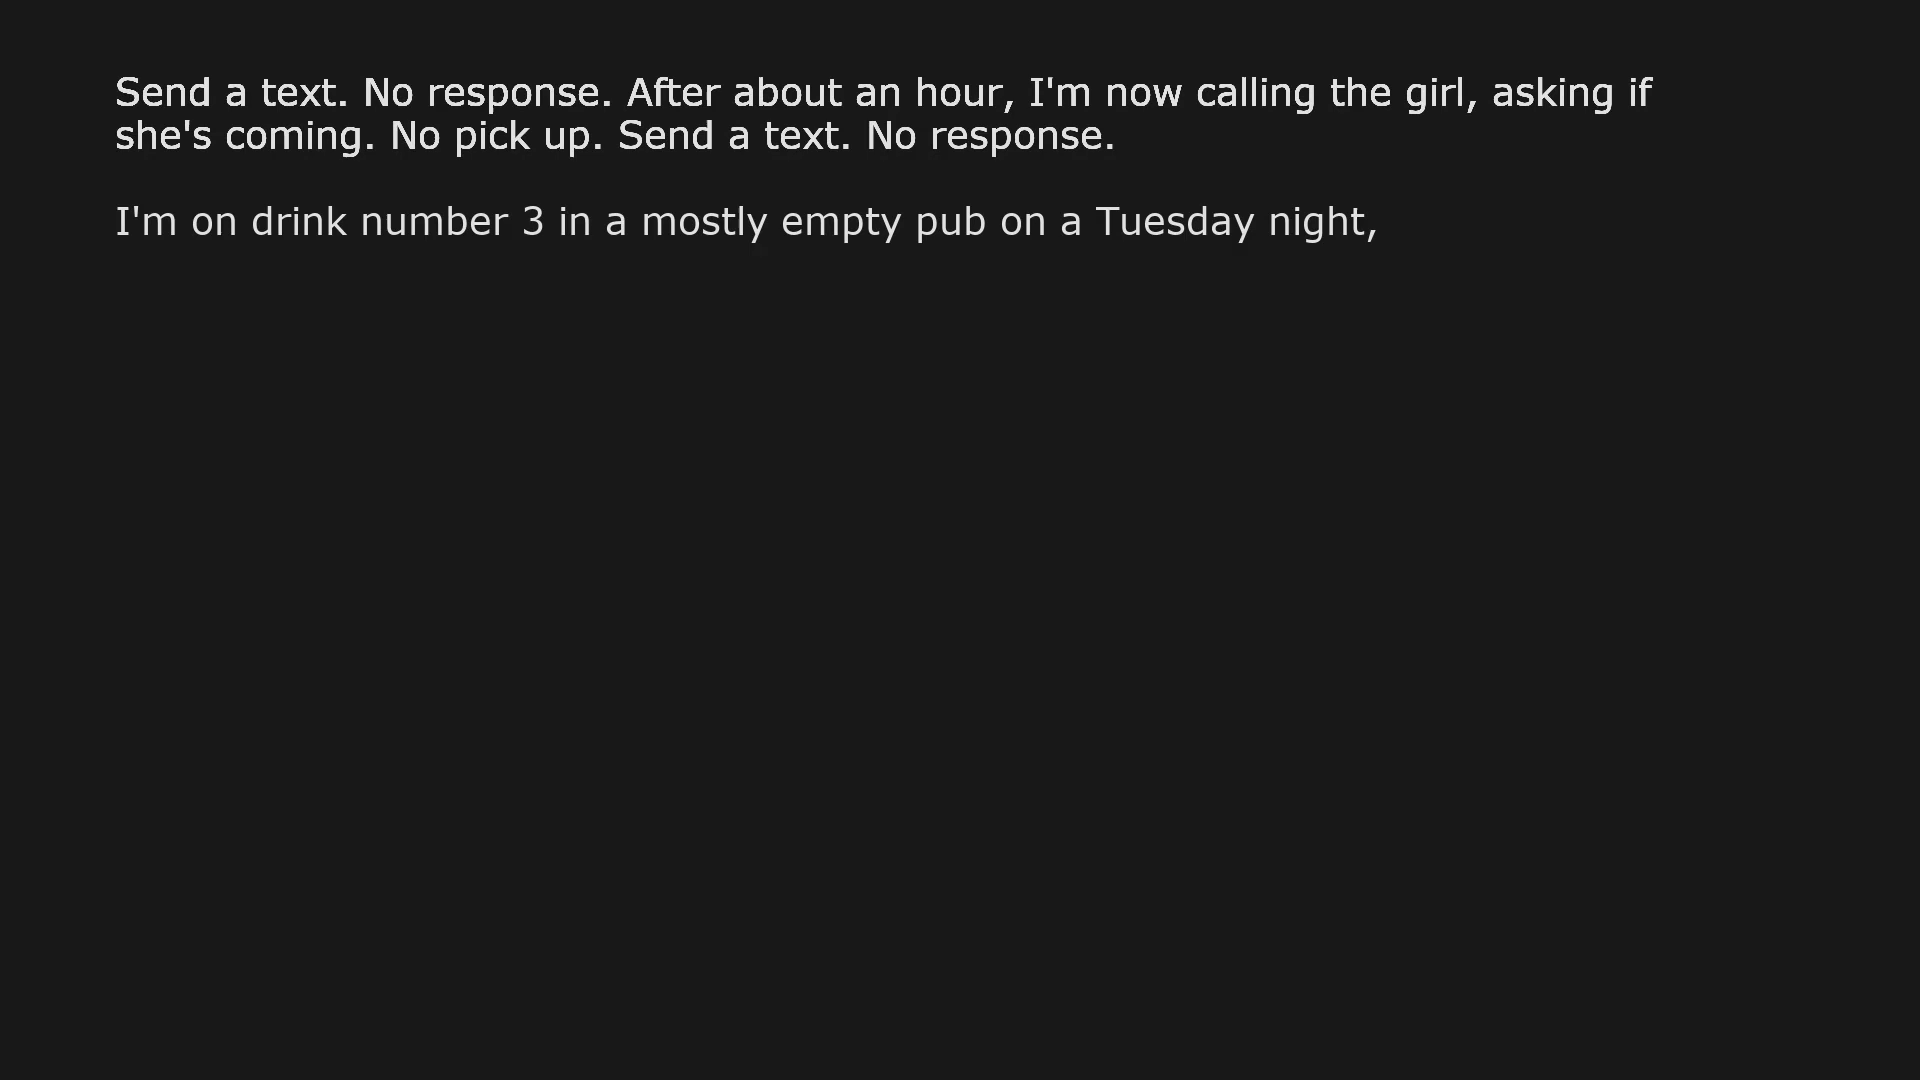 Send a text. No response. After about an hour, I'm now calling the girl, asking if
she's coming. No pick up. Send a text. No response.
I'm on drink number 3 in a mostly empty pub on a Tuesday night,